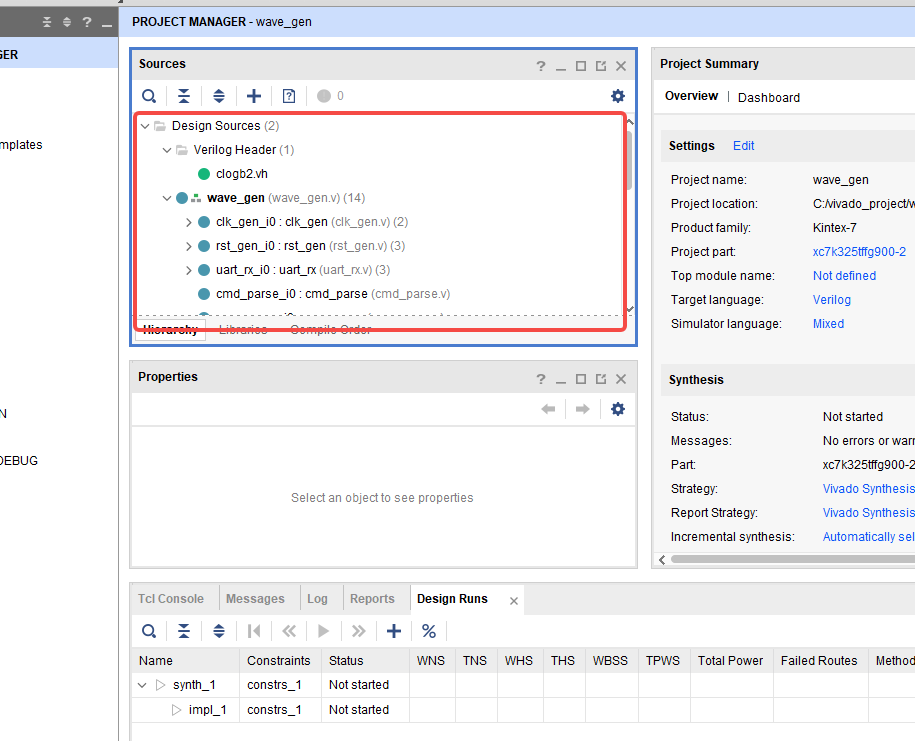 PROJECT MANAGER - wave_gen
GER
mplates
N
DEBUG
Sources
0
Design Sources (2)
Verilog Header (1)
clogb2.vh
wave_gen (wave_gen.v) (14)
clk_gen_i0 : clk_gen (clk_gen.v) (2)
rst_gen_i0 : rst_gen (rst_gen.v) (3)
uart_rx_i0 : uart_rx (uart_rx.v) (3)
cmd_parse_i0 : cmd_parse (cmd_parse.v)
Hierarchy Libraries Compile Order
Properties
Select an object to see properties
Project Summary
Overview | Dashboard
Settings Edit
Project name: wave_gen
Project location: C:/vivado_project/w
Product family: Kintex-7
Project part: xc7k325tffg900-2
Top module name: Not defined
Target language: Verilog
Simulator language: Mixed
Synthesis
Status: Not started
Messages: No errors or warn
Part: xc7k325tffg900-2
Strategy: Vivado Synthesis
Report Strategy: Vivado Synthesis
Incremental synthesis: Automatically sel
Tcl Console Messages Log Reports Design Runs
Name Constraints Status WNS TNS WHS THS WBSS TPWS Total Power Failed Routes Method
synth_1 constrs_1 Not started
impl_1 constrs_1 Not started